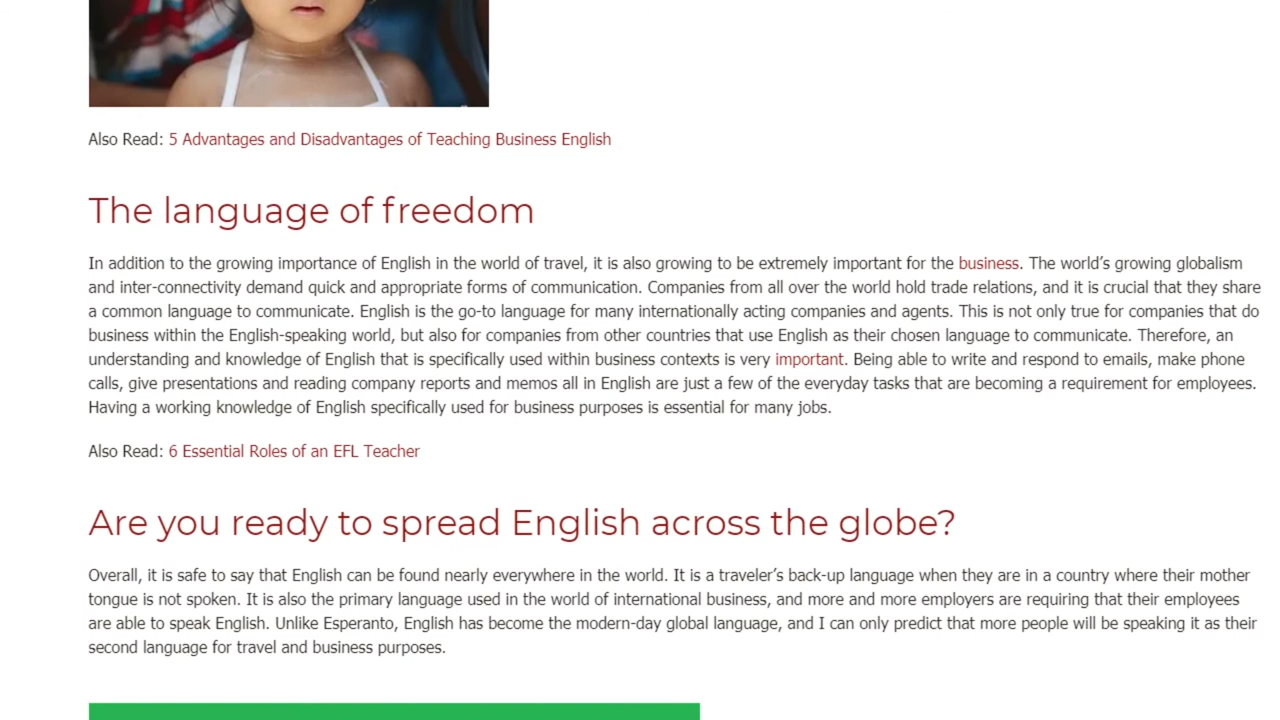 Also Read: 5 Advantages and Disadvantages of Teaching Business English
The language of freedom
In addition to the growing importance of English in the world of travel, it is also growing to be extremely important for the business. The world’s growing globalism
and inter-connectivity demand quick and appropriate forms of communication. Companies from all over the world hold trade relations, and it is crucial that they share
a common language to communicate. English is the go-to language for many internationally acting companies and agents. This is not only true for companies that do
business within the English-speaking world, but also for companies from other countries that use English as their chosen language to communicate. Therefore, an
understanding and knowledge of English that is specifically used within business contexts is very important. Being able to write and respond to emails, make phone
calls, give presentations and reading company reports and memos all in English are just a few of the everyday tasks that are becoming a requirement for employees.
Having a working knowledge of English specifically used for business purposes is essential for many jobs.
Also Read: 6 Essential Roles of an EFL Teacher
Are you ready to spread English across the globe?
Overall, it is safe to say that English can be found nearly everywhere in the world. It is a traveler’s back-up language when they are in a country where their mother
tongue is not spoken. It is also the primary language used in the world of international business, and more and more employers are requiring that their employees
are able to speak English. Unlike Esperanto, English has become the modern-day global language, and I can only predict that more people will be speaking it as their
second language for travel and business purposes.